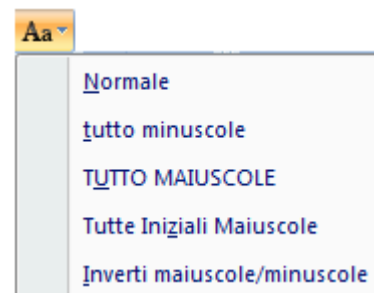 Aa
Normale
tutto minuscole
TUTTO MAIUSCOLE
Tutte Iniziali Maiuscole
Inverti maiuscole/minuscole